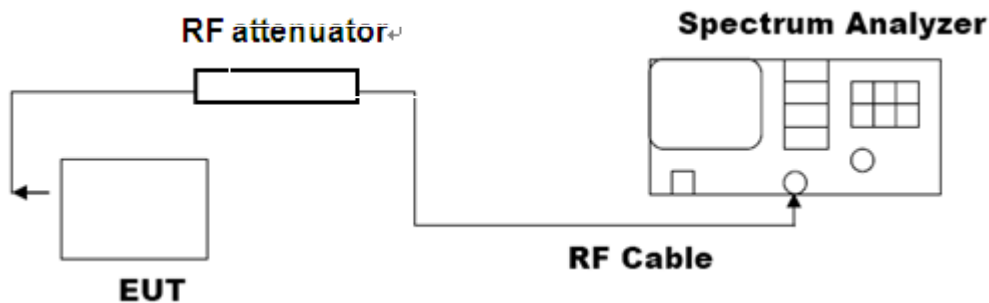 RF attenuator↵
Spectrum Analyzer
RF Cable
EUT